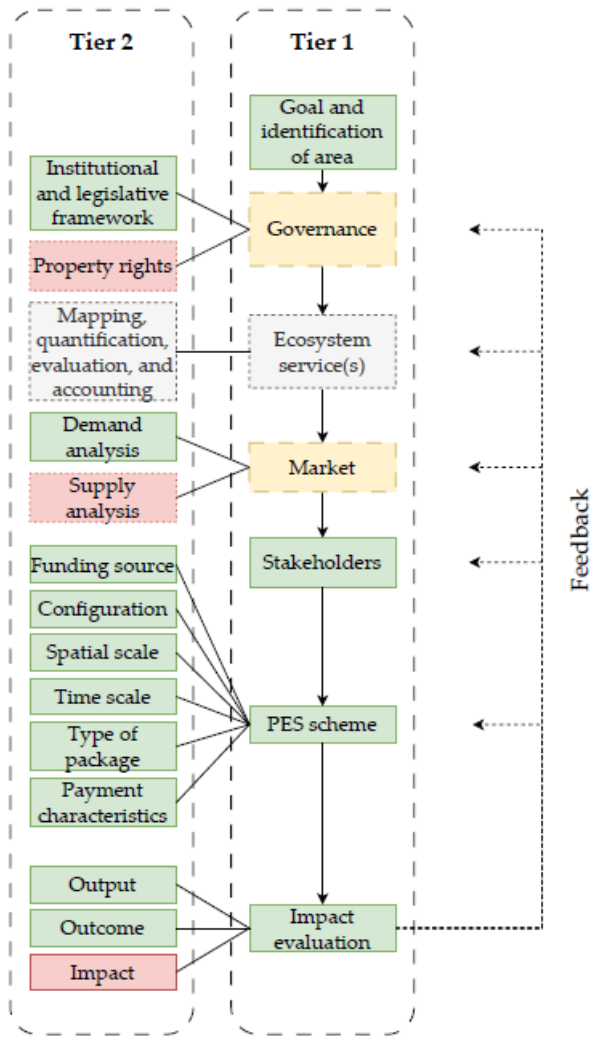 Tier 2
Tier 1
Goal and
identification
of area
Institutional
and legislative
framework
Governance
Property rights
Mapping,
quantification,
evaluation, and
accounting
Ecosystem
service(s)
Demand
analysis
Market
Supply
analysis
Funding source
Stakeholders
Configuration
Spatial scale
Time scale
PES scheme
Type of
package
Payment
characteristics
Output
Outcome
Impact
evaluation
Impact
Feedback